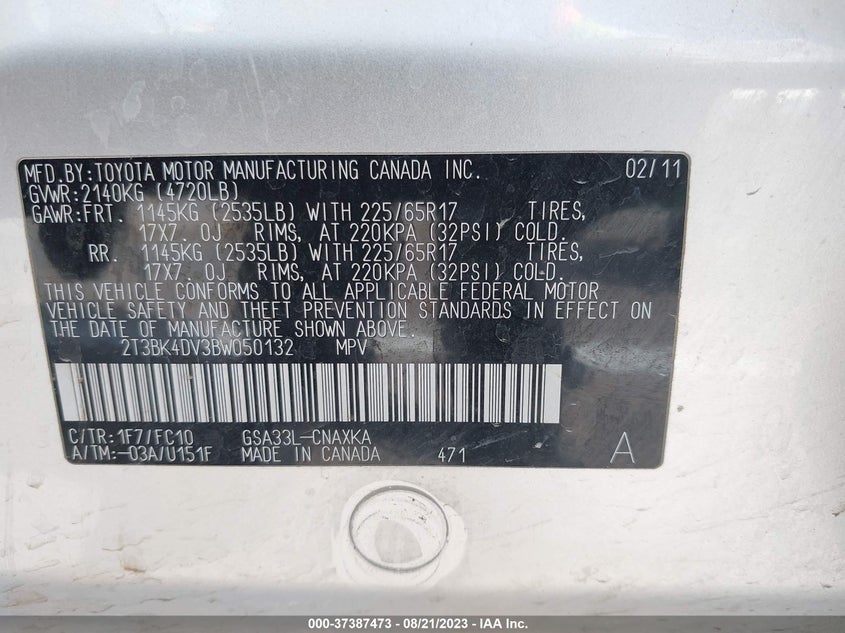 MFD.BY:TOYOTA MOTOR MANUFACTURING CANADA INC. 02/11
GVWR:2140KG (4720LB)
GAWR:FRT. 1145KG (2535LB) WITH 225/65R17 TIRES,
17X7.0J RIMS, AT 220KPA (32PSI) COLD.
RR. 1145KG (2535LB) WITH 225/65R17 TIRES,
17X7.0J RIMS, AT 220KPA (32PSI) COLD.
THIS VEHICLE CONFORMS TO ALL APPLICABLE FEDERAL MOTOR
VEHICLE SAFETY AND THEFT PREVENTION STANDARDS IN EFFECT ON
THE DATE OF MANUFACTURE SHOWN ABOVE.
2T3BK4DV3BW050132 MPV
C/TR:1F7/FC10 GSA33L-CNAXKA
A/TM:-03A/U151F MADE IN CANADA 471 A
000-37387473 - 08/21/2023 - IAA Inc.